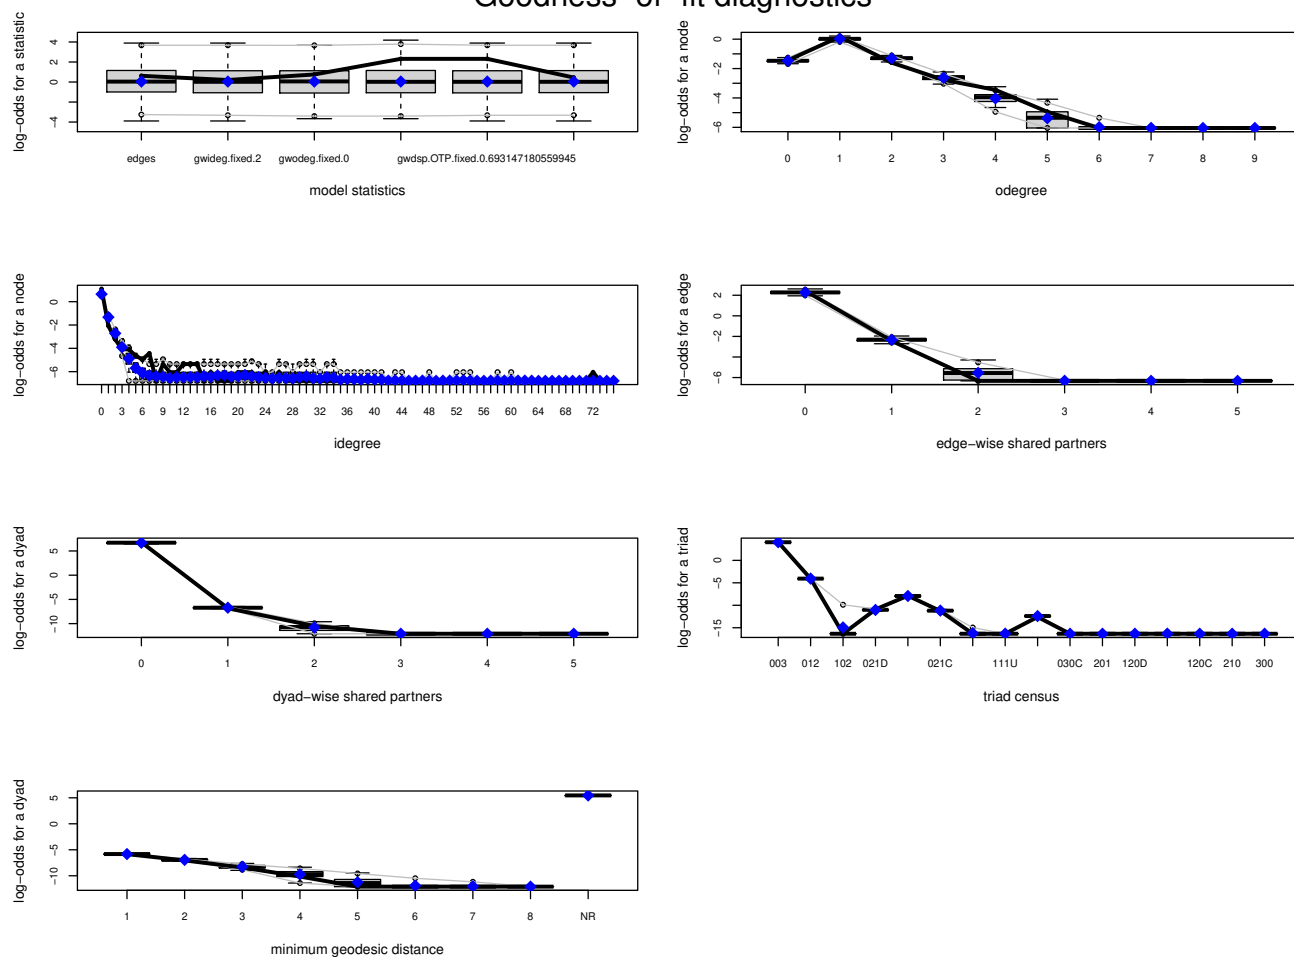 Goodness−of−fit diagnostics
log−odds for a statistic
4
2
0
−4
edges
gwideg.fixed.2
gwodeg.fixed.0
gwdsp.OTP.fixed.0.693147180559945
model statistics
log−odds for a node
0
−2
−4
−6
0 1 2 3 4 5 6 7 8 9
odegree
log−odds for a node
0
−2
−4
−6
0 3 6 9 12 16 20 24 28 32 36 40 44 48 52 56 60 64 68 72
idegree
log−odds for a edge
2
0
−2
−6
0 1 2 3 4 5
edge−wise shared partners
log−odds for a dyad
5
0
−5
−10
0 1 2 3 4 5
dyad−wise shared partners
log−odds for a triad
0
−5
−15
003 012 102 021D 021C 111U 030C 201 120D 120C 210 300
triad census
log−odds for a dyad
5
0
−5
−10
1 2 3 4 5 6 7 8 NR
minimum geodesic distance